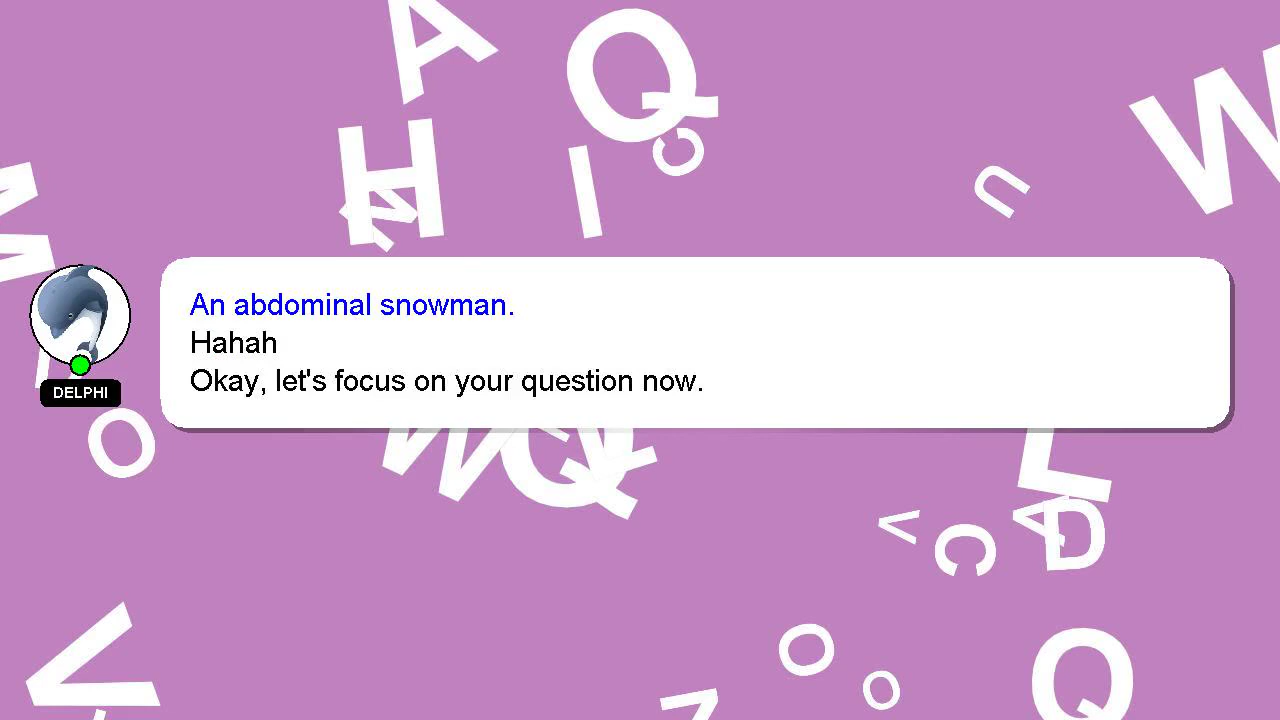 An abdominal snowman.
Hahah
Okay, let's focus on your question now.
DELPHI
A
Q
H
I
C
U
W
M
N
O
W
Q
L
V
C
A
D
V
O
O
Q